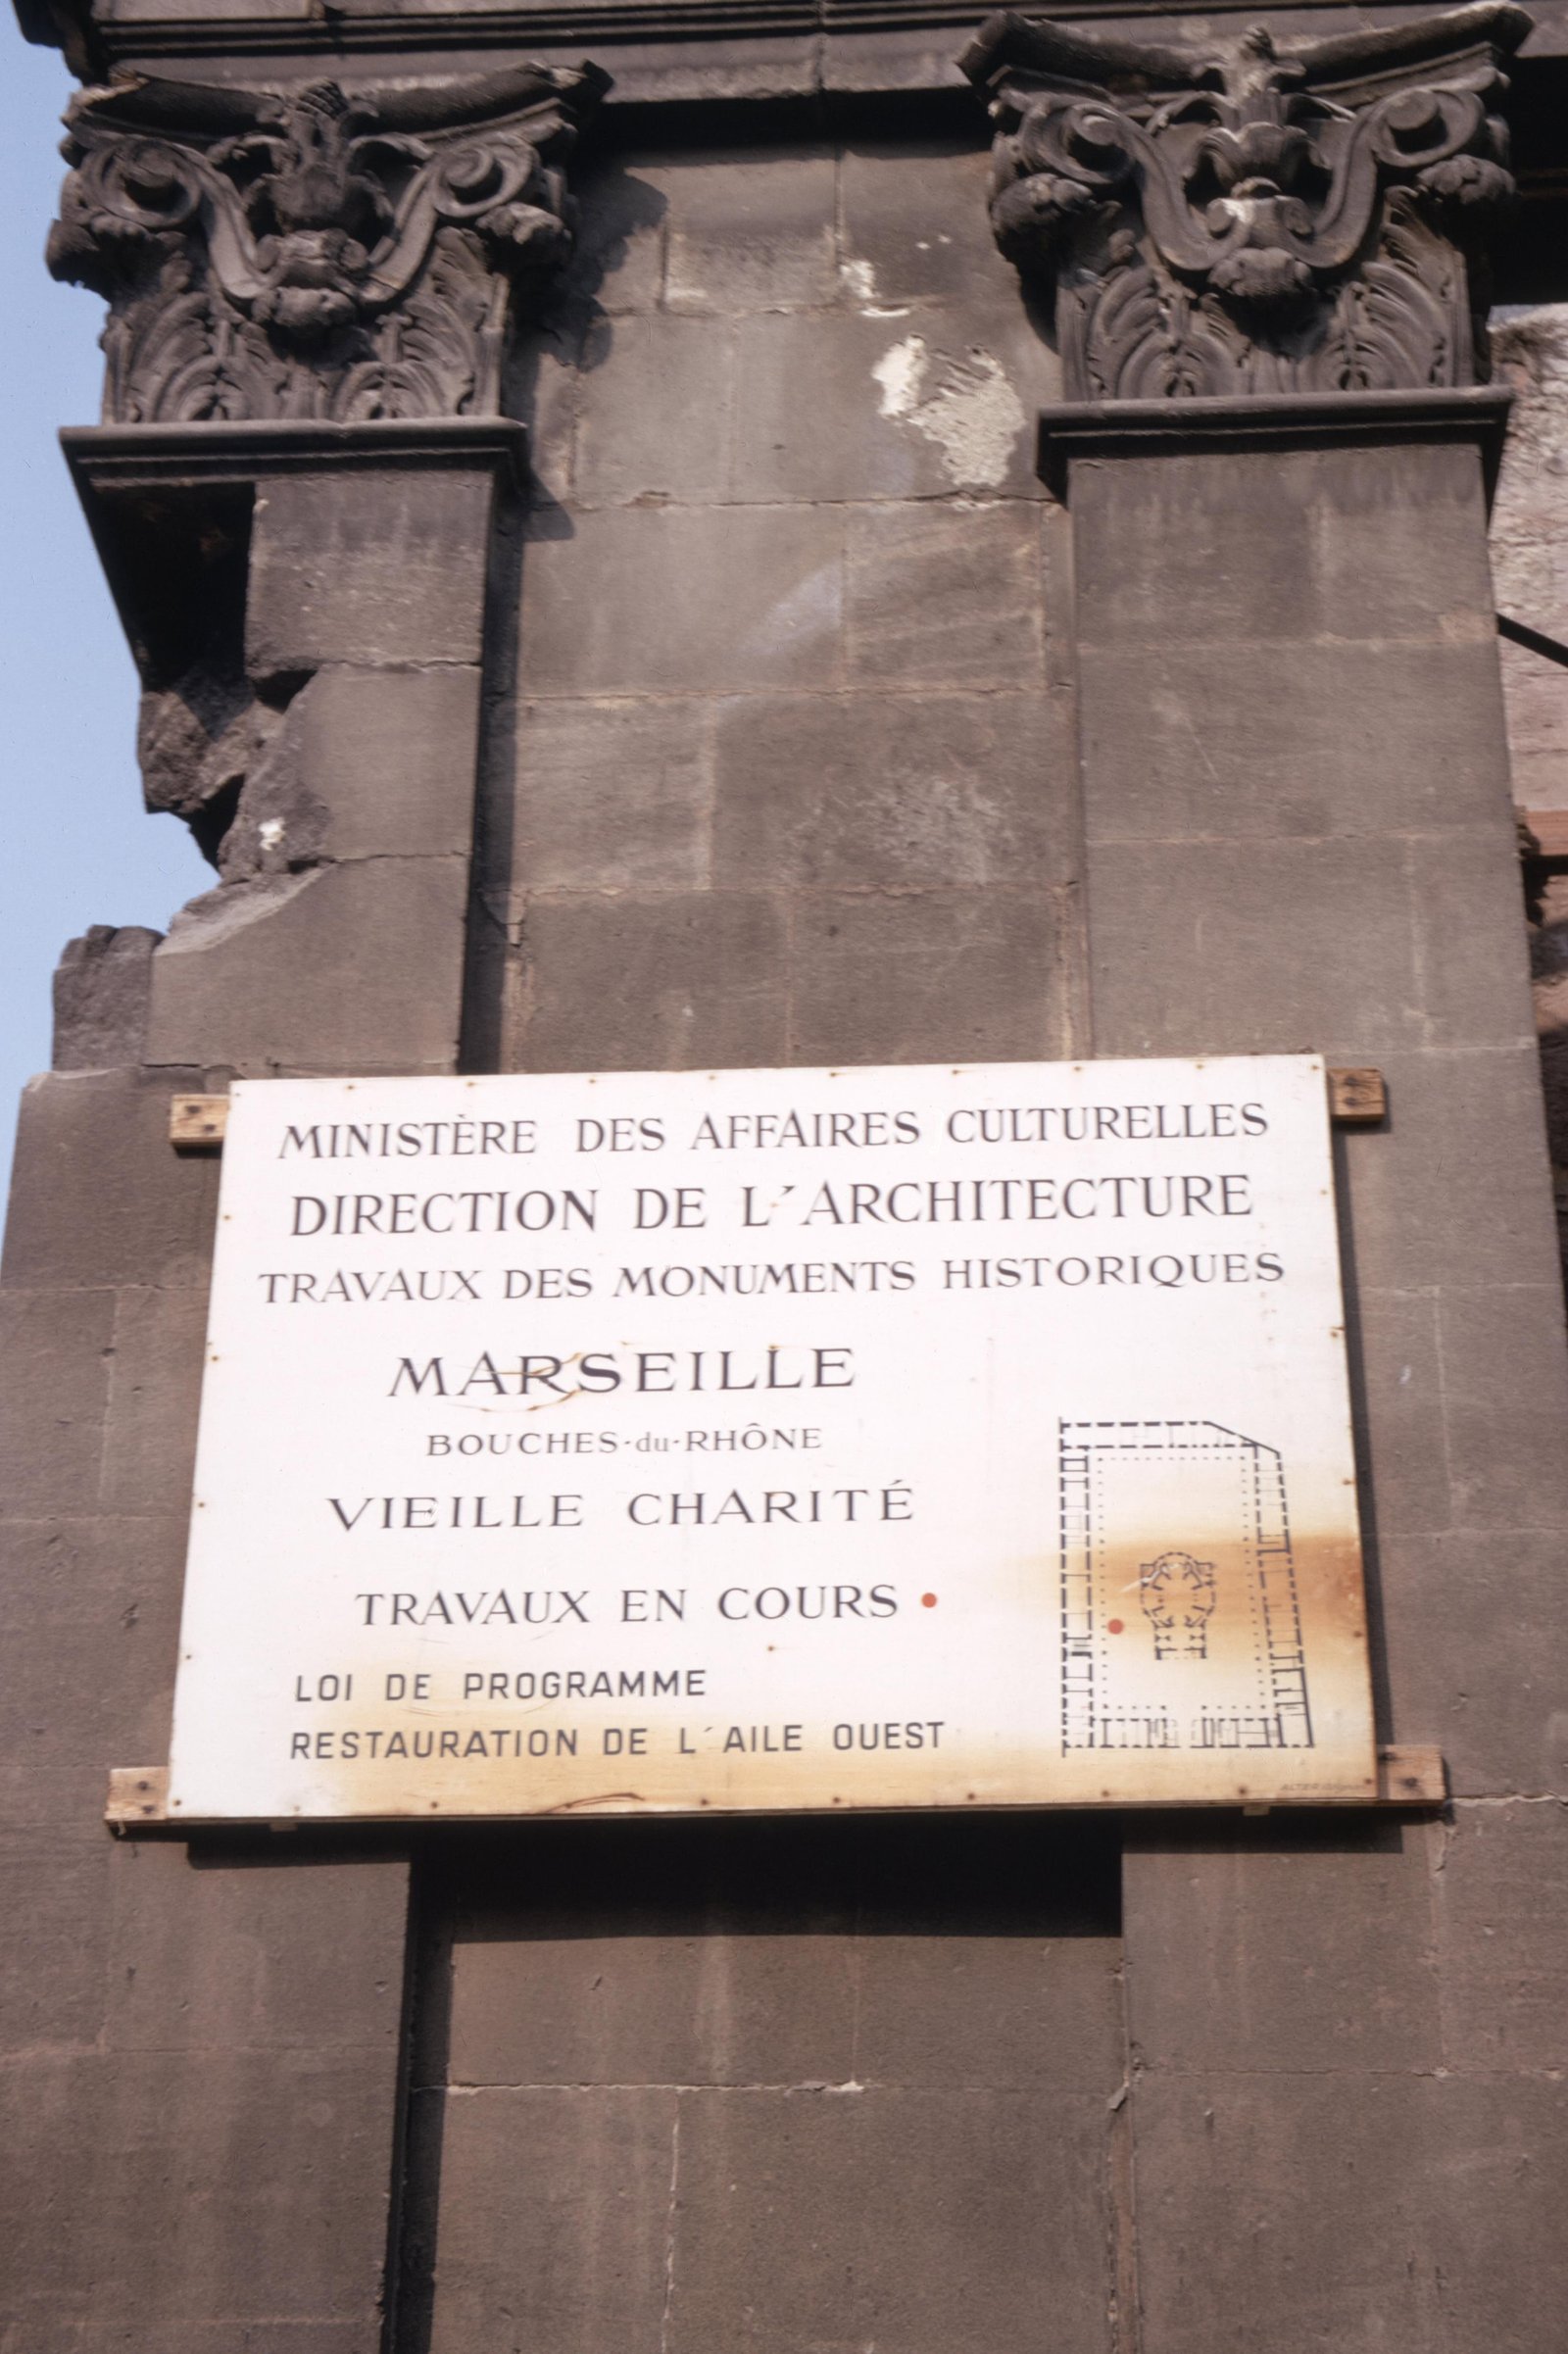 MINISTÈRE DES AFFAIRES CULTURELLES
DIRECTION DE L'ARCHITECTURE
TRAVAUX DES MONUMENTS HISTORIQUES
MARSEILLE
BOUCHES-du-RHÔNE
VIEILLE CHARITÉ
TRAVAUX EN COURS
LOI DE PROGRAMME
RESTAURATION DE L'AILE OUEST